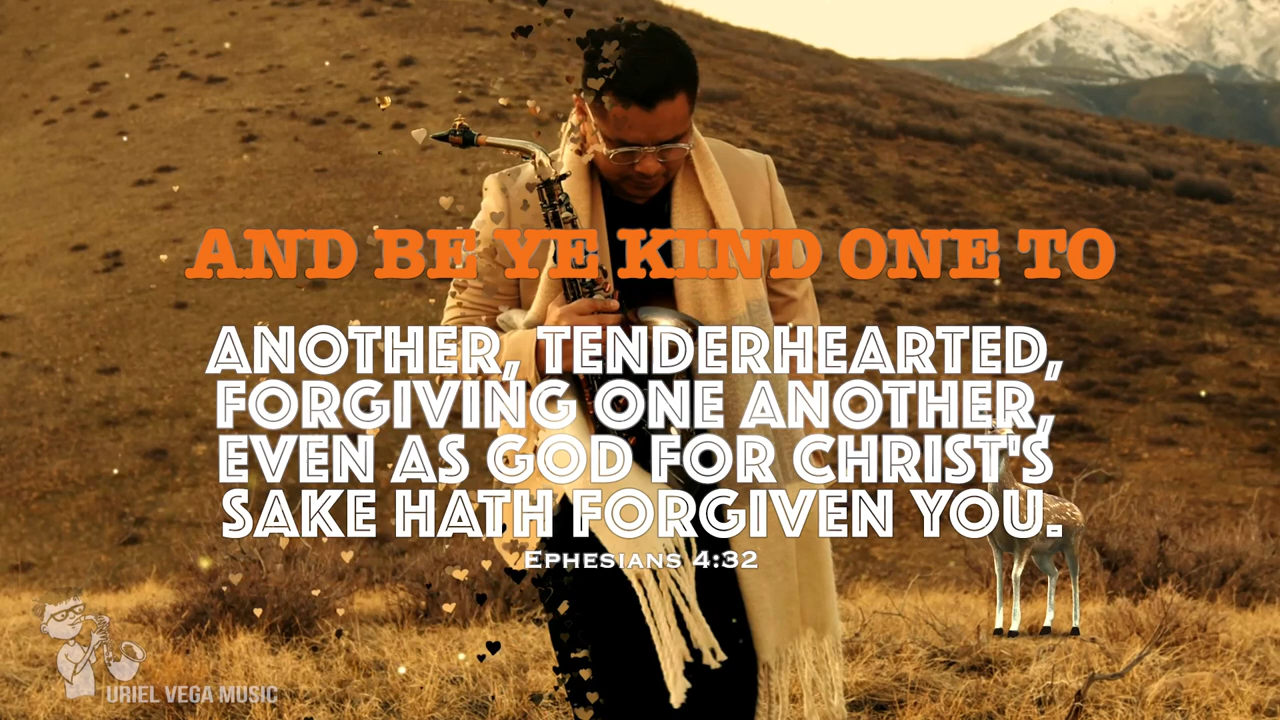 AND BE YE KIND ONE TO
ANOTHER, TENDERHEARTED,
FORGIVING ONE ANOTHER,
EVEN AS GOD FOR CHRIST'S
SAKE HATH FORGIVEN YOU.
EPHESIANS 4:32
URIEL VEGA MUSIC